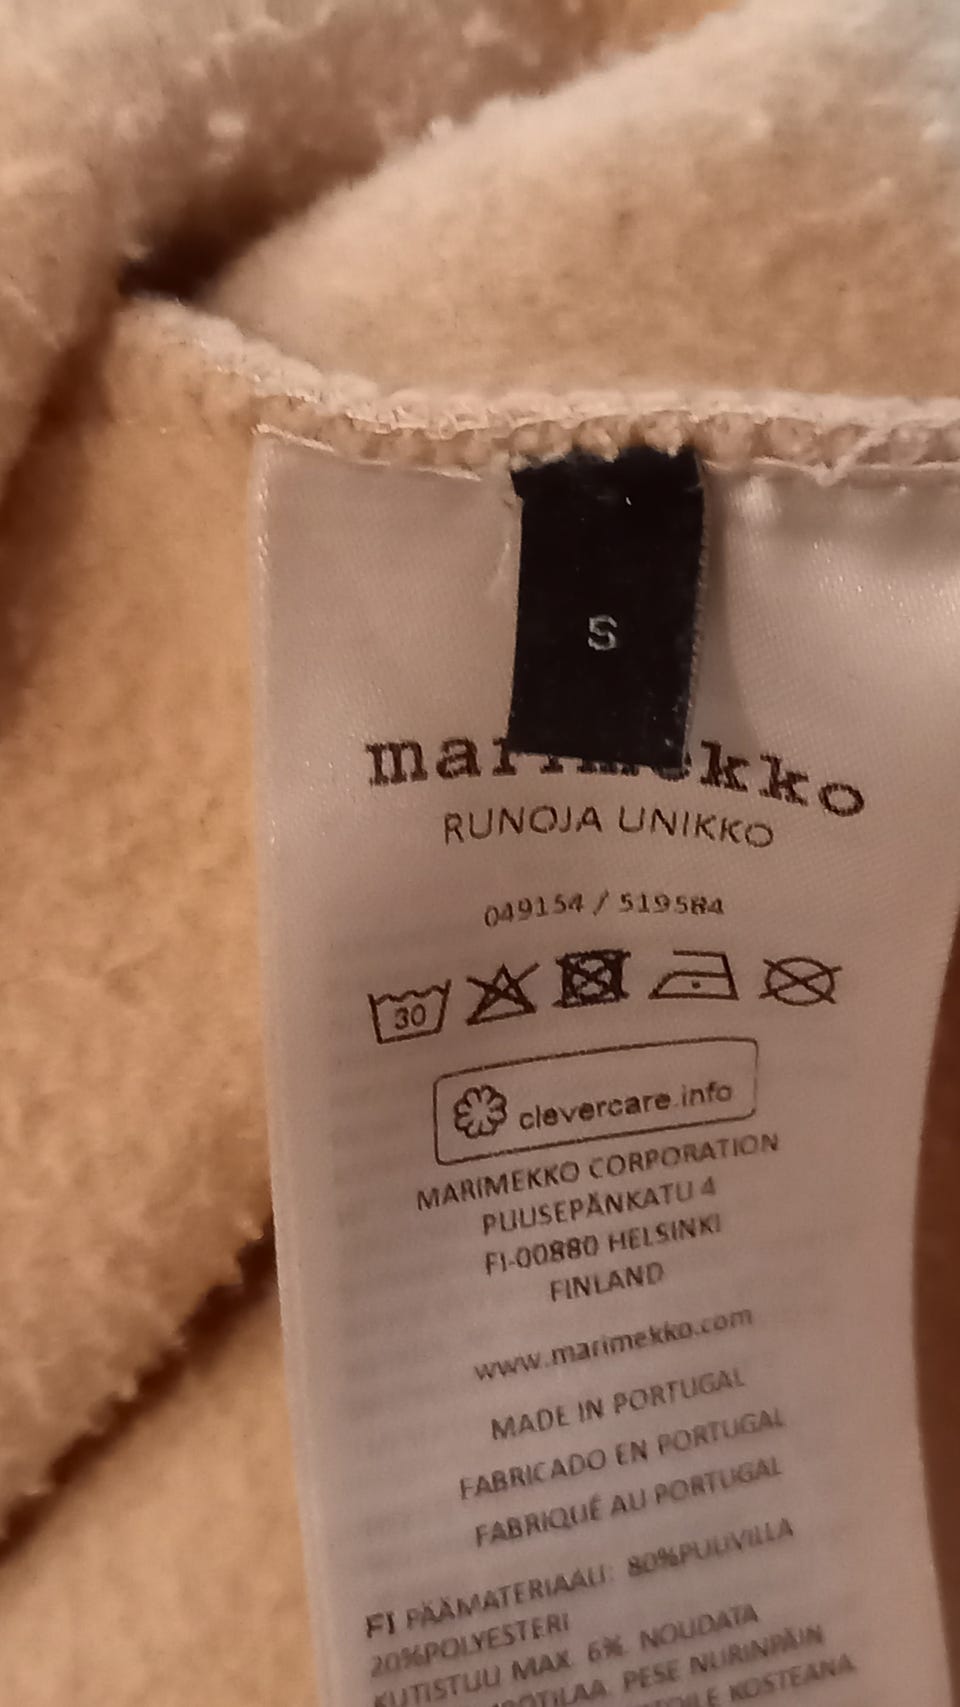 S
marimekko
RUNOJA UNIKKO
049154 / 519584
30
clevercare.info
MARIMEKKO CORPORATION
PUUSEPÄNKATU 4
FI-00880 HELSINKI
FINLAND
www.marimekko.com
MADE IN PORTUGAL
FABRICADO EN PORTUGAL
FABRIQUÉ AU PORTUGAL
FI PÄÄMATERIAALI: 80%PUUVILLA
20%POLYESTERI
KUTISTUU MAX. 6%. NOUDATA
PESE NURINPÄIN
KOSTEANA.